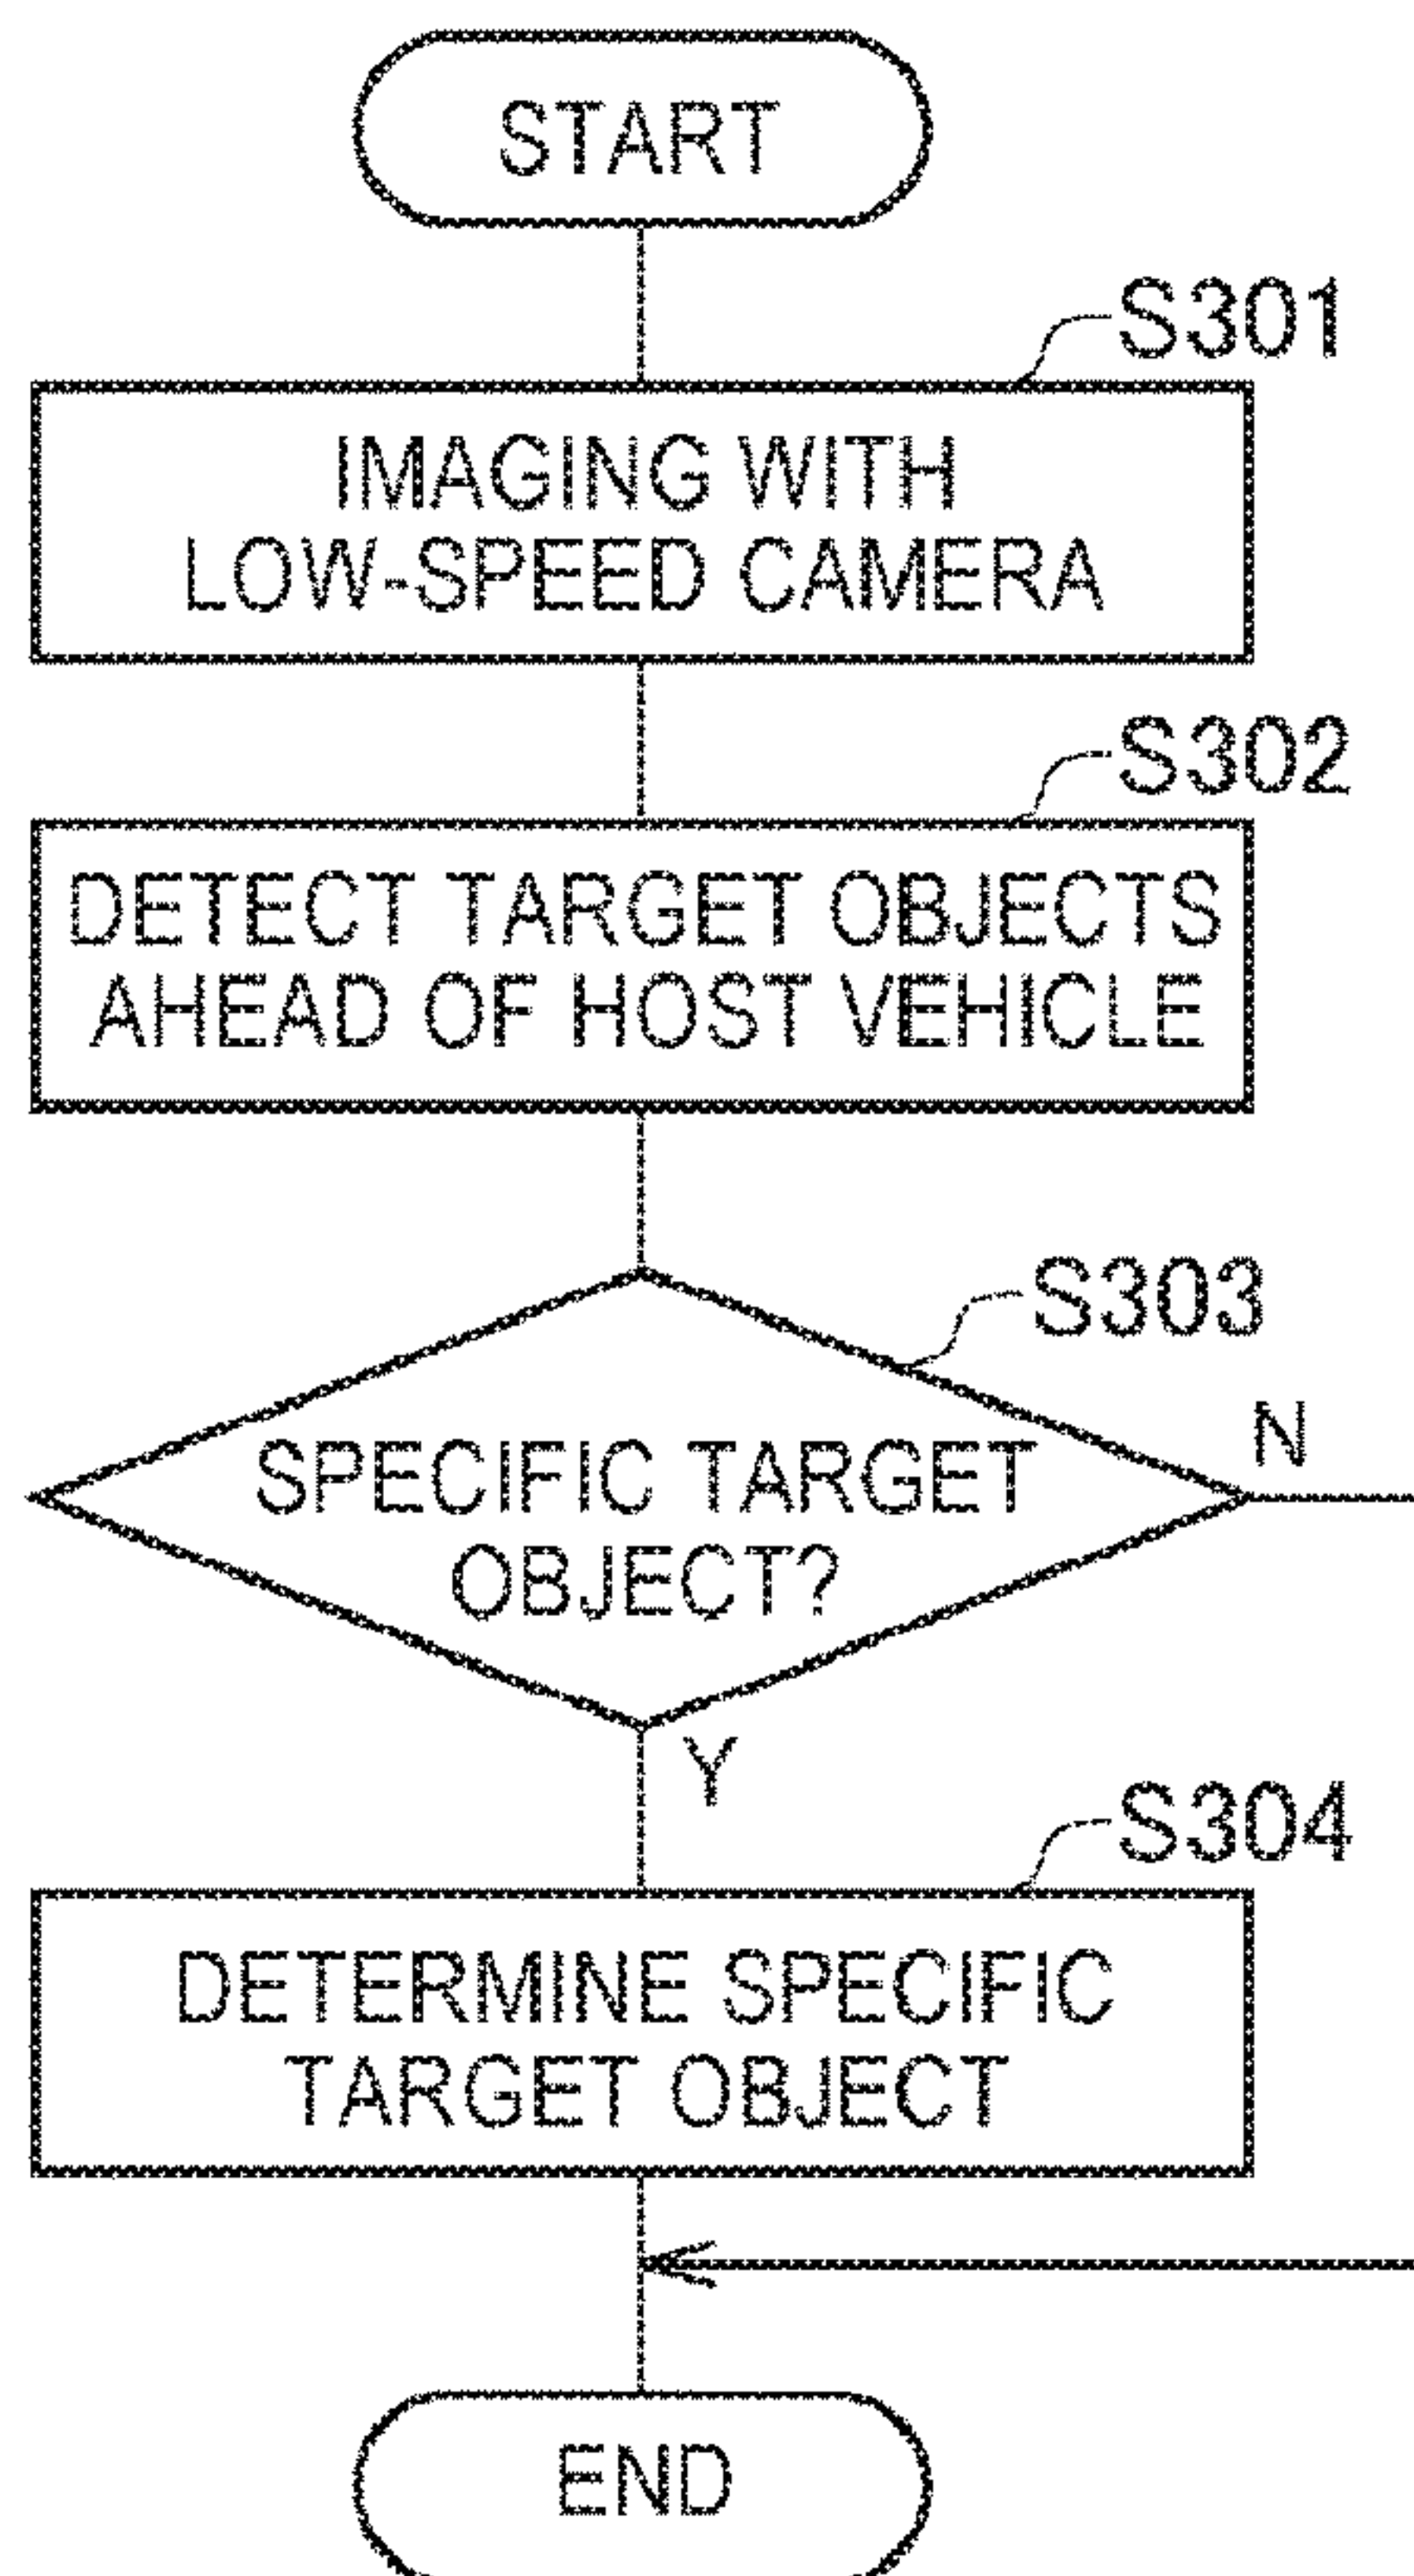 START
S301
IMAGING WITH
LOW-SPEED CAMERA
S302
DETECT TARGET OBJECTS
AHEAD OF HOST VEHICLE
S303
SPECIFIC TARGET
OBJECT?
N
Y
S304
DETERMINE SPECIFIC
TARGET OBJECT
END